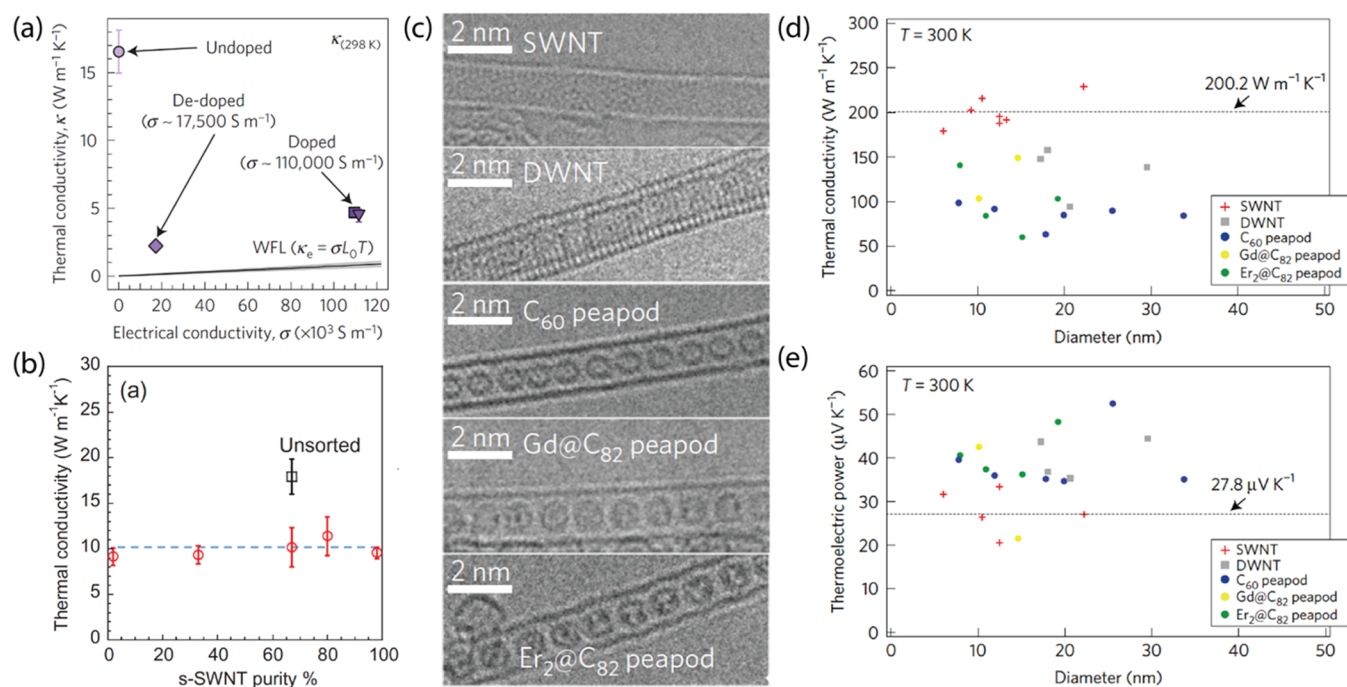 (a)
Undoped
κ(298 K)
De-doped
(σ ~ 17,500 S m⁻¹)
Doped
(σ ~ 110,000 S m⁻¹)
WFL (κₑ = σL₀T)
15
10
5
0
0 20 40 60 80 100 120
Thermal conductivity, κ (W m⁻¹ K⁻¹)
Electrical conductivity, σ (×10³ S m⁻¹)
(b)
(a)
Unsorted
30
25
20
15
10
5
0
0 20 40 60 80 100
Thermal conductivity (W m⁻¹K⁻¹)
s-SWNT purity %
(c)
2 nm
SWNT
2 nm
DWNT
2 nm
C₆₀ peapod
2 nm
Gd@C₈₂ peapod
2 nm
Er₂@C₈₂ peapod
(d)
T = 300 K
200.2 W m⁻¹ K⁻¹
300
250
200
150
100
50
0
0 10 20 30 40 50
Thermal conductivity (W m⁻¹ K⁻¹)
Diameter (nm)
SWNT
DWNT
C₆₀ peapod
Gd@C₈₂ peapod
Er₂@C₈₂ peapod
(e)
T = 300 K
27.8 μV K⁻¹
60
50
40
30
20
10
0
0 10 20 30 40 50
Thermoelectric power (μV K⁻¹)
Diameter (nm)
SWNT
DWNT
C₆₀ peapod
Gd@C₈₂ peapod
Er₂@C₈₂ peapod